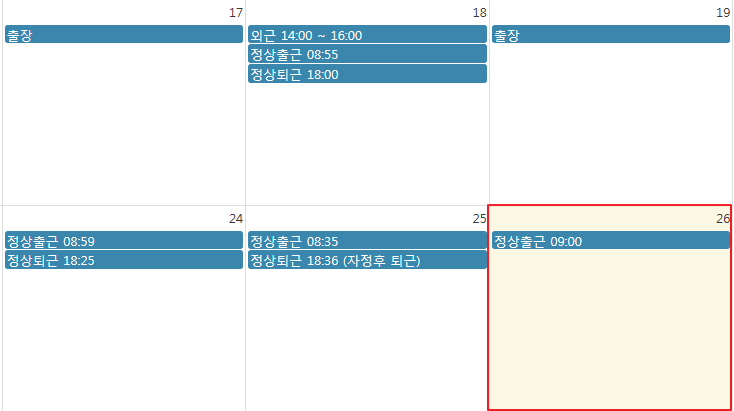 17
18
19
출장
외근 14:00 ~ 16:00
출장
정상출근 08:55
정상퇴근 18:00
24
25
26
정상출근 08:59
정상출근 08:35
정상출근 09:00
정상퇴근 18:25
정상퇴근 18:36 (자정후 퇴근)